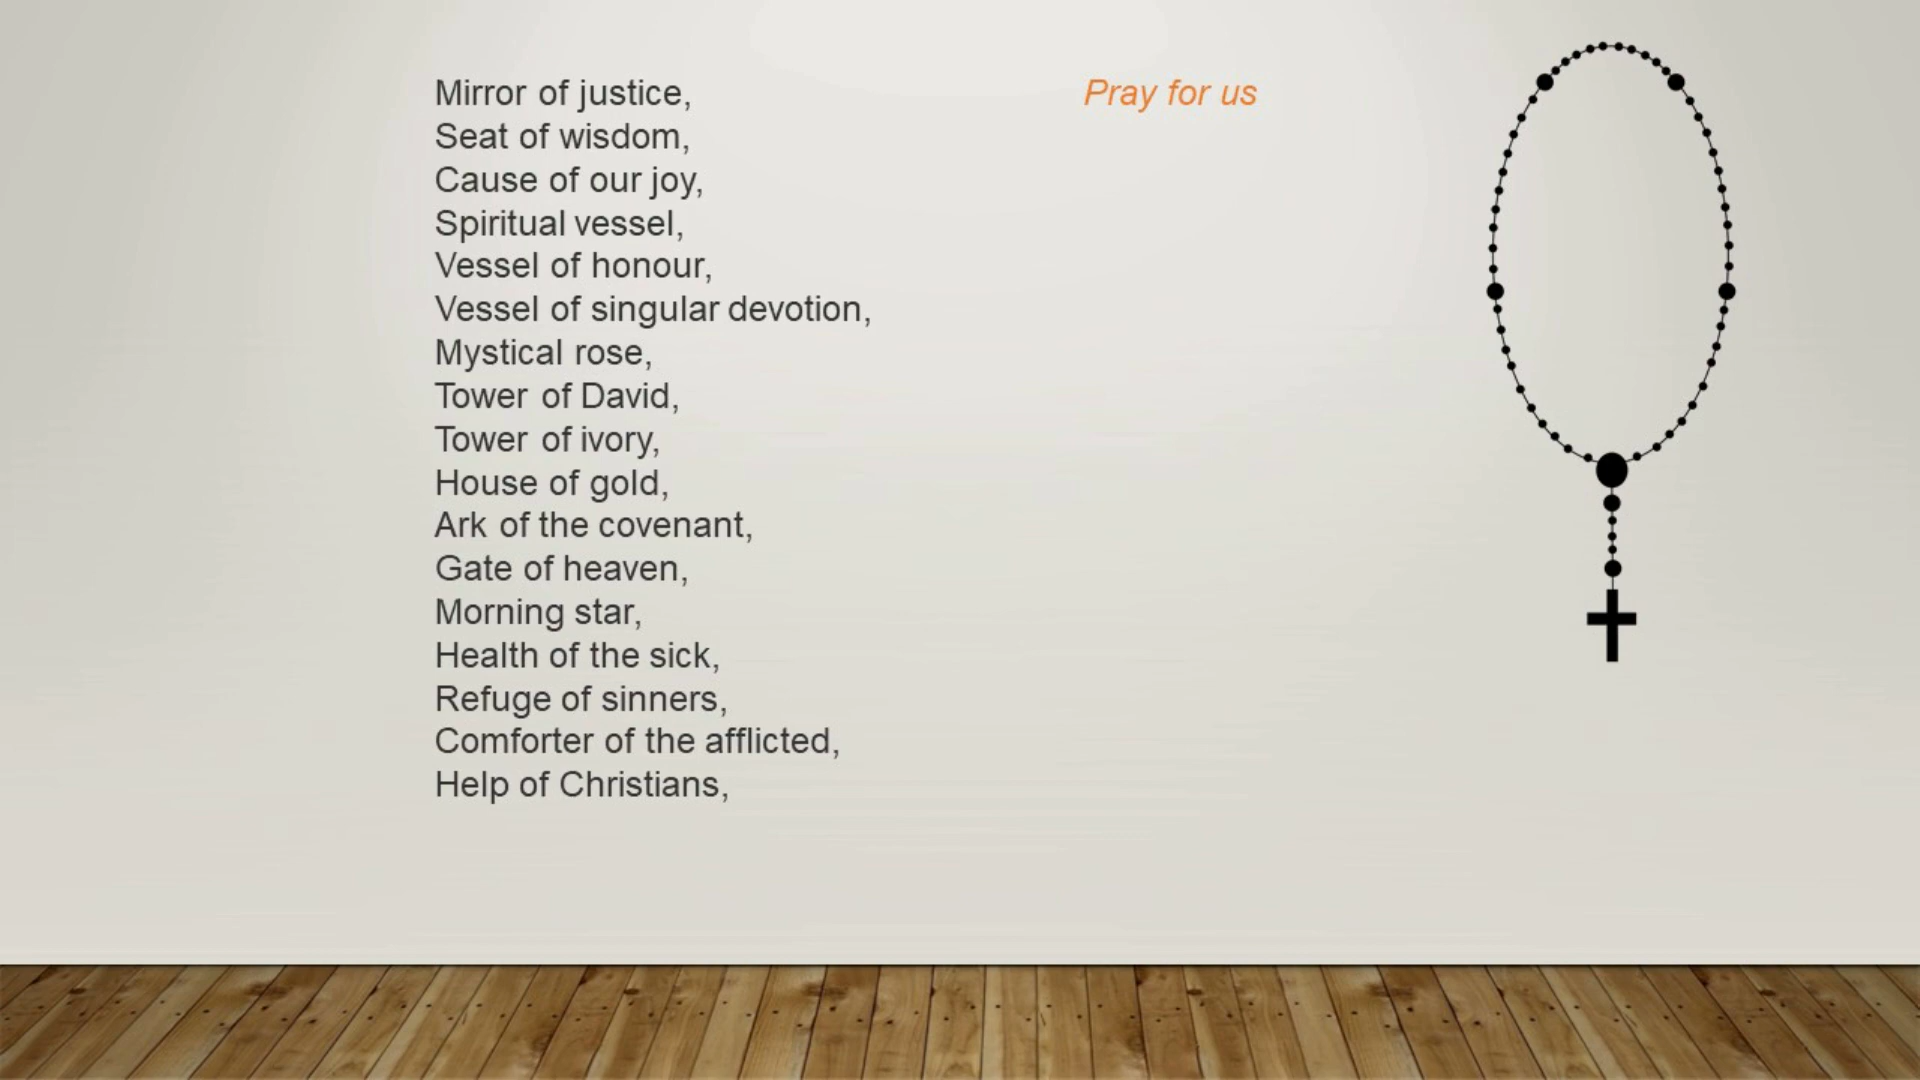 Mirror of justice, Pray for us
Seat of wisdom,
Cause of our joy,
Spiritual vessel,
Vessel of honour,
Vessel of singular devotion,
Mystical rose,
Tower of David,
Tower of ivory,
House of gold,
Ark of the covenant,
Gate of heaven,
Morning star,
Health of the sick,
Refuge of sinners,
Comforter of the afflicted,
Help of Christians,